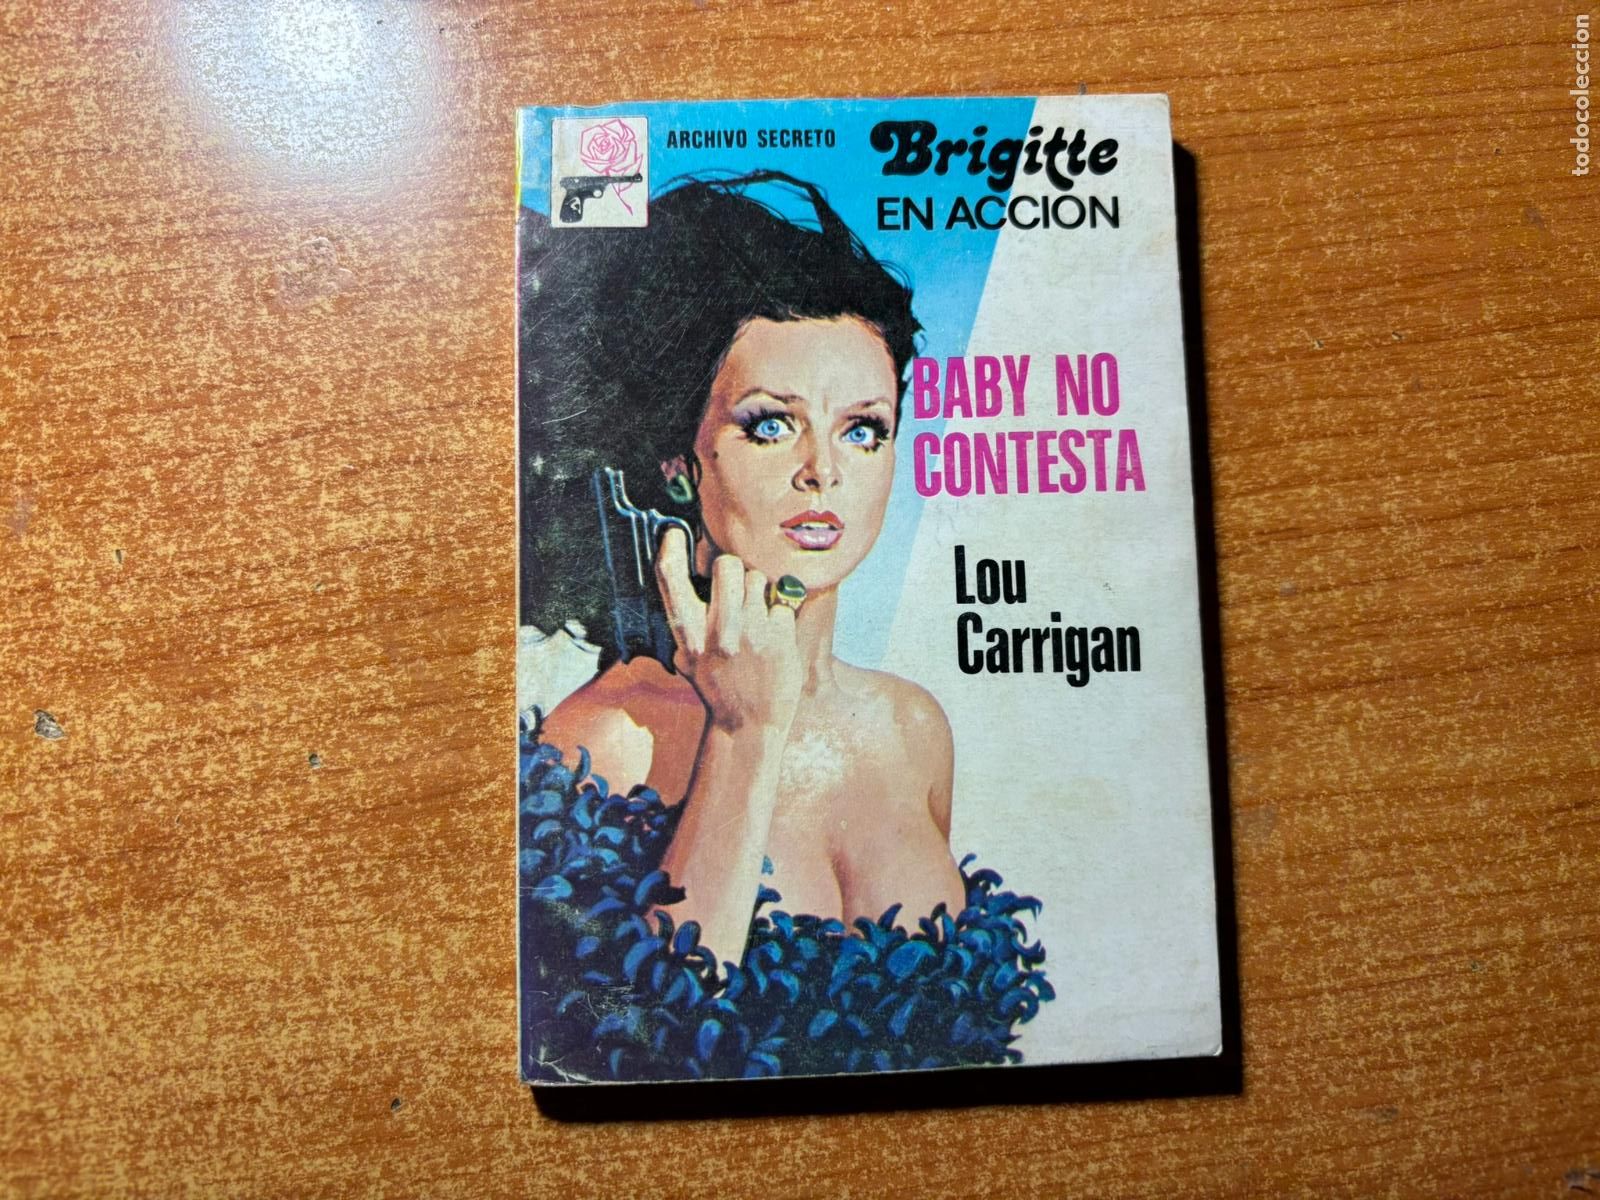 ARCHIVO SECRETO
Brigitte
EN ACCION
BABY NO
CONTESTA
Lou
Carrigan
todocoleccion